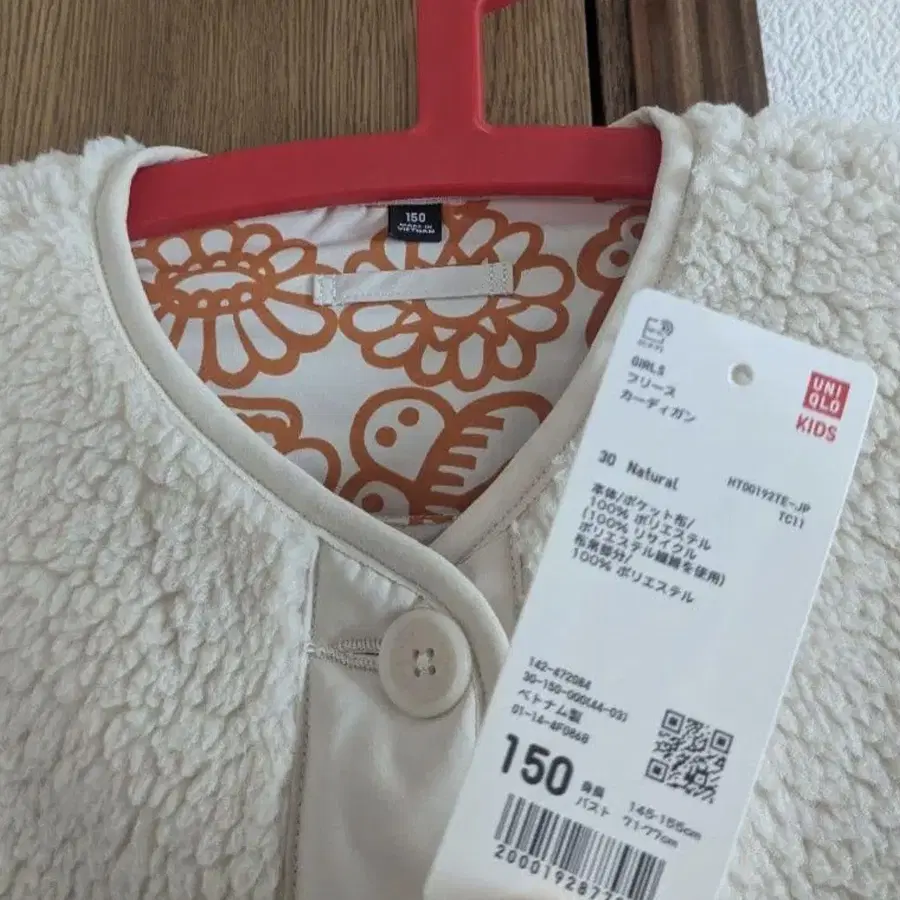 150
MADE IN
VIETNAM
GIRLS
フリース
カーディガン
UNI
QLO
KIDS
30 Natural
HT00192TE-JP
TC11
本体/ポケット布/
100% ポリエステル
(100% リサイクル
ポリエステル繊維を使用)
布帛部分/
100% ポリエステル
142-472084
30-150-000(44-03)
ベトナム製
01-14-4F086B
150
身長 145-155cm
バスト 71-77cm